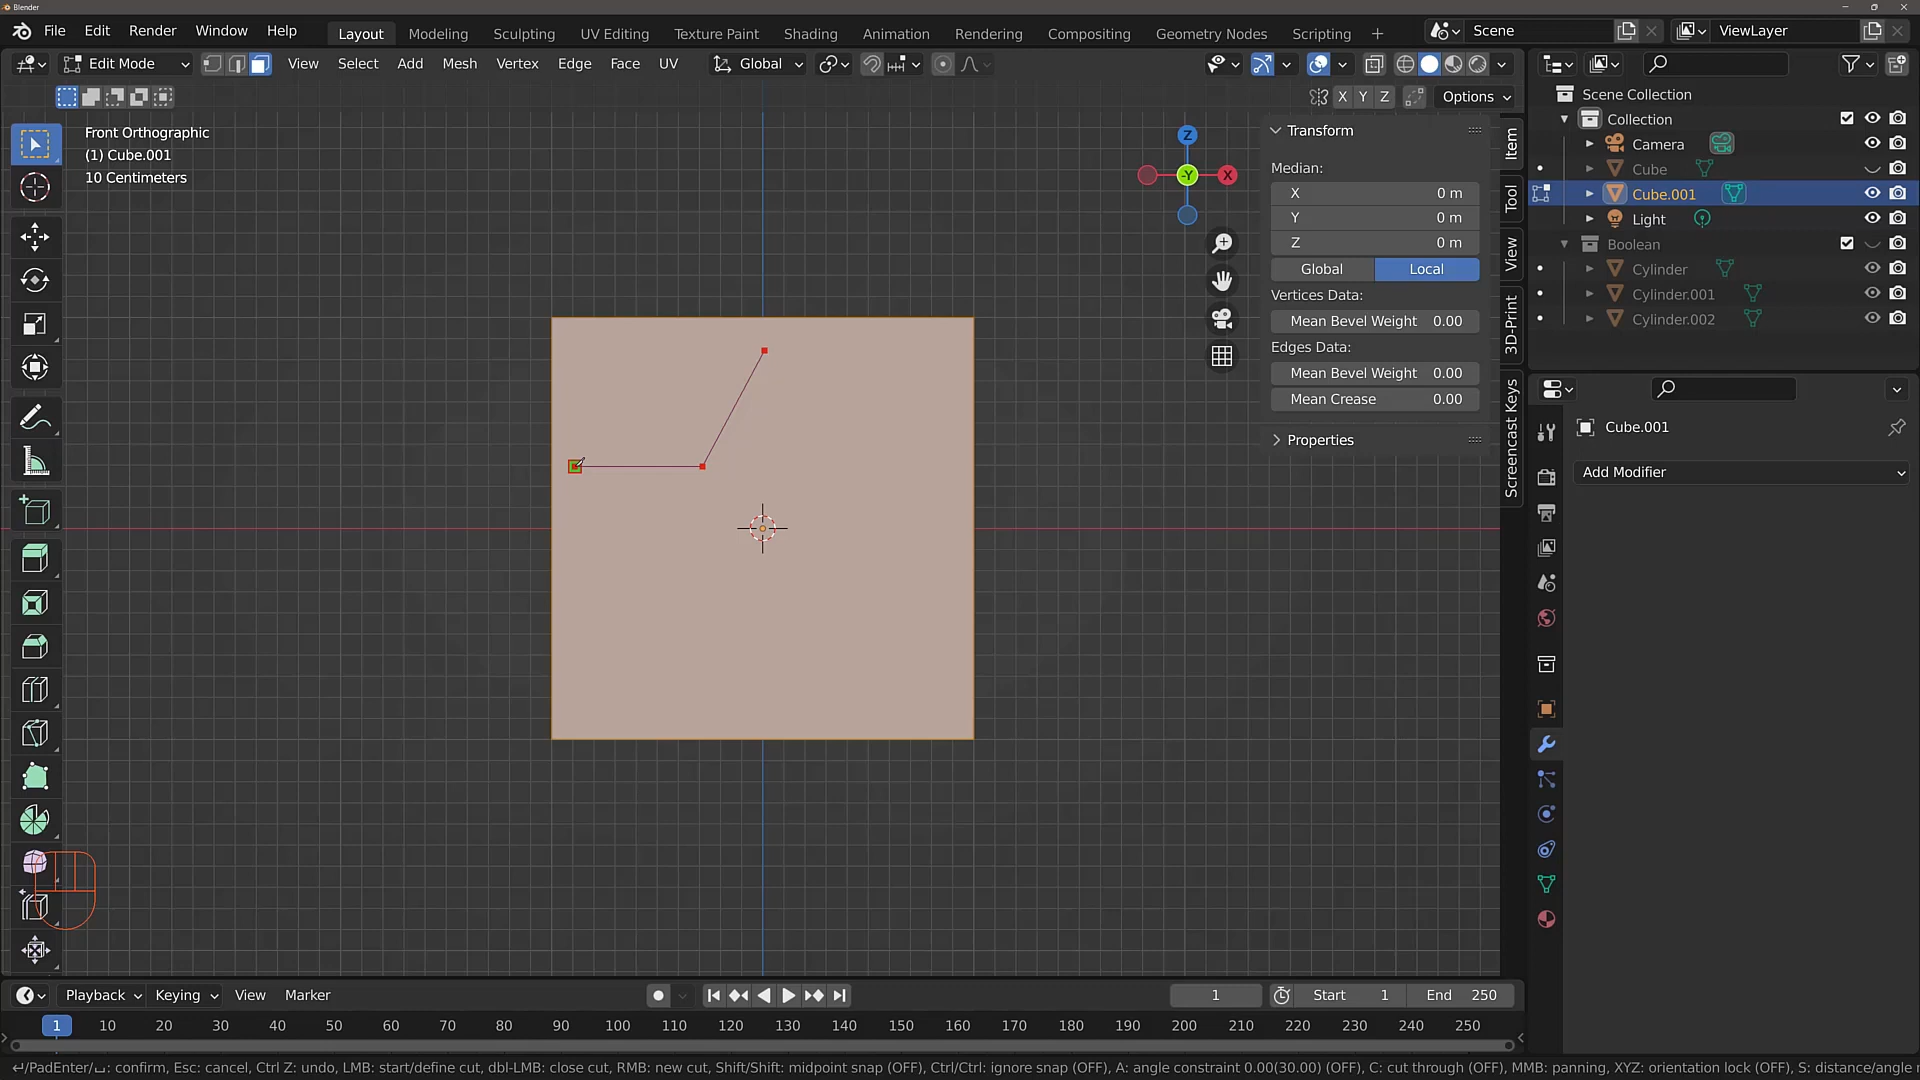 Blender
File Edit Render Window Help Layout Modeling Sculpting UV Editing Texture Paint Shading Animation Rendering Compositing Geometry Nodes Scripting + Scene ViewLayer
Edit Mode View Select Add Mesh Vertex Edge Face UV Global
X Y Z Options
Front Orthographic
(1) Cube.001
10 Centimeters
Z
-Y
X
Transform
Median:
X 0 m
Y 0 m
Z 0 m
Global Local
Vertices Data:
Mean Bevel Weight 0.00
Edges Data:
Mean Bevel Weight 0.00
Mean Crease 0.00
Properties
Item
Tool
View
3D-Print
Screencast Keys
Scene Collection
Collection
Camera
Cube
Cube.001
Light
Boolean
Cylinder
Cylinder.001
Cylinder.002
Cube.001
Add Modifier
Playback Keying View Marker 1 Start 1 End 250
1 10 20 30 40 50 60 70 80 90 100 110 120 130 140 150 160 170 180 190 200 210 220 230 240 250
↵/PadEnter/␣: confirm, Esc: cancel, Ctrl Z: undo, LMB: start/define cut, dbl-LMB: close cut, RMB: new cut, Shift/Shift: midpoint snap (OFF), Ctrl/Ctrl: ignore snap (OFF), A: angle constraint 0.00(30.00) (OFF), C: cut through (OFF), MMB: panning, XYZ: orientation lock (OFF), S: distance/angle